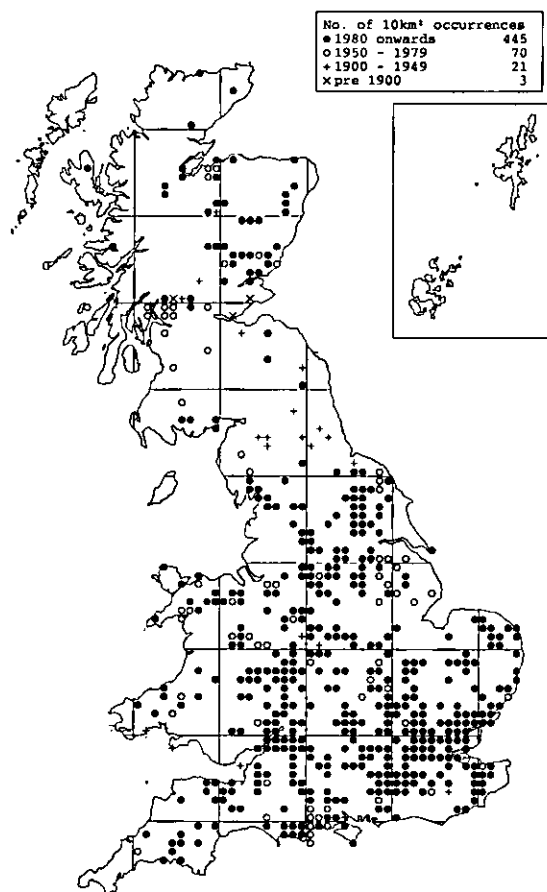 No. of 10km² occurrences
● 1980 onwards 445
○ 1950 - 1979 70
+ 1900 - 1949 21
× pre 1900 3